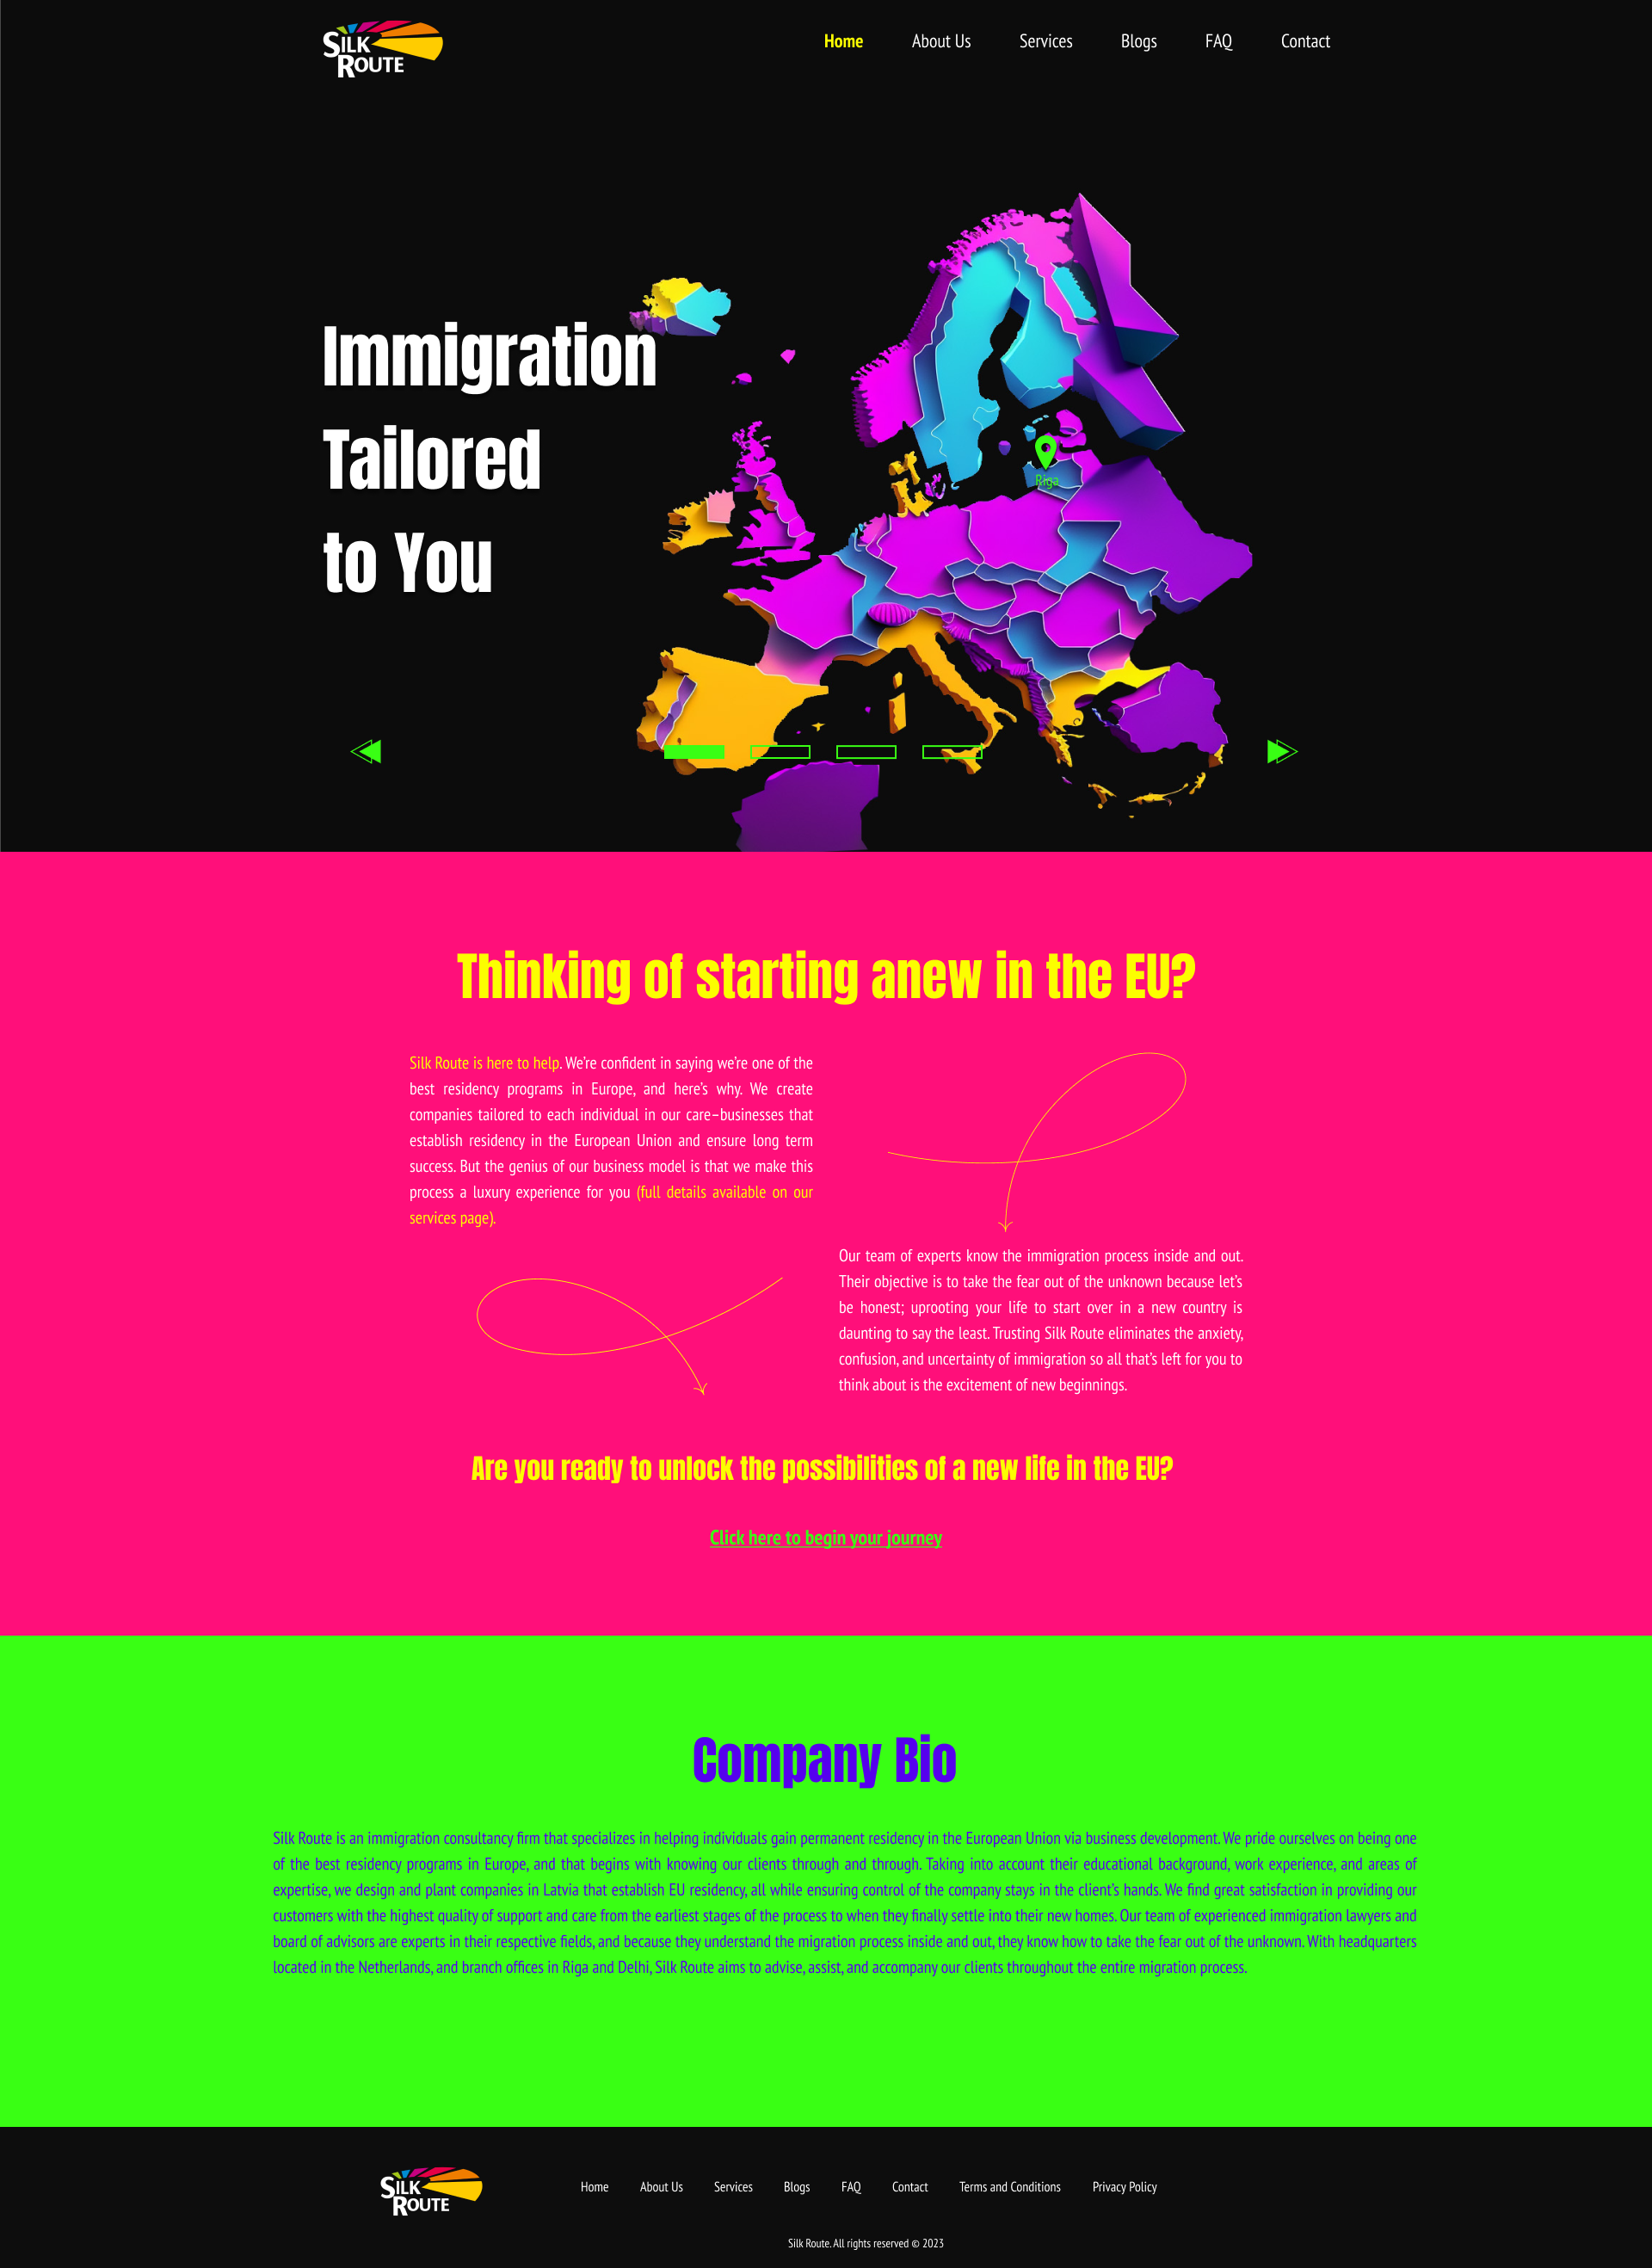 SILK ROUTE
Home About Us Services Blogs FAQ Contact
Immigration
Tailored
to You
Riga
Thinking of starting anew in the EU?
Silk Route is here to help. We're confident in saying we're one of the
best residency programs in Europe, and here's why. We create
companies tailored to each individual in our care–businesses that
establish residency in the European Union and ensure long term
success. But the genius of our business model is that we make this
process a luxury experience for you (full details available on our
services page).
Our team of experts know the immigration process inside and out.
Their objective is to take the fear out of the unknown because let's
be honest; uprooting your life to start over in a new country is
daunting to say the least. Trusting Silk Route eliminates the anxiety,
confusion, and uncertainty of immigration so all that's left for you to
think about is the excitement of new beginnings.
Are you ready to unlock the possibilities of a new life in the EU?
Click here to begin your journey
Company Bio
Silk Route is an immigration consultancy firm that specializes in helping individuals gain permanent residency in the European Union via business development. We pride ourselves on being one
of the best residency programs in Europe, and that begins with knowing our clients through and through. Taking into account their educational background, work experience, and areas of
expertise, we design and plant companies in Latvia that establish EU residency, all while ensuring control of the company stays in the client's hands. We find great satisfaction in providing our
customers with the highest quality of support and care from the earliest stages of the process to when they finally settle into their new homes. Our team of experienced immigration lawyers and
board of advisors are experts in their respective fields, and because they understand the migration process inside and out, they know how to take the fear out of the unknown. With headquarters
located in the Netherlands, and branch offices in Riga and Delhi, Silk Route aims to advise, assist, and accompany our clients throughout the entire migration process.
SILK ROUTE
Home About Us Services Blogs FAQ Contact Terms and Conditions Privacy Policy
Silk Route. All rights reserved © 2023